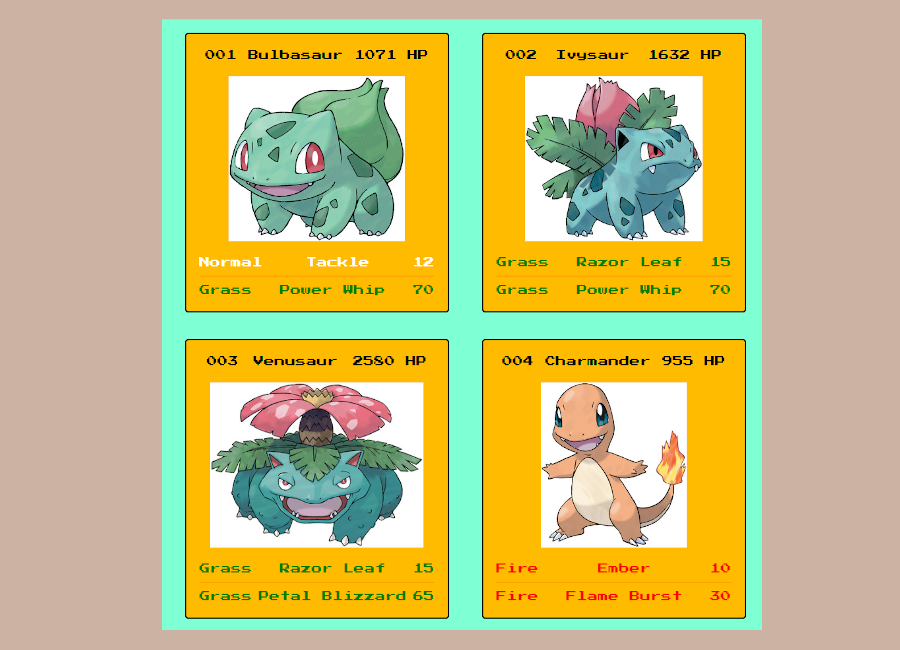 001 Bulbasaur 1071 HP
Normal Tackle 12
Grass Power Whip 70
002 Ivysaur 1632 HP
Grass Razor Leaf 15
Grass Power Whip 70
003 Venusaur 2580 HP
Grass Razor Leaf 15
Grass Petal Blizzard 65
004 Charmander 955 HP
Fire Ember 10
Fire Flame Burst 30